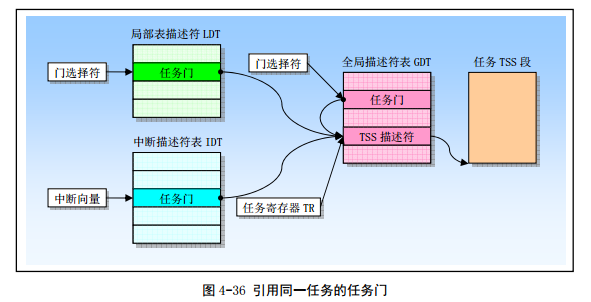 局部表描述符 LDT
门选择符
任务门
门选择符
全局描述符表 GDT
任务 TSS 段
任务门
TSS 描述符
中断描述符表 IDT
中断向量
任务门
任务寄存器 TR
图 4-36 引用同一任务的任务门